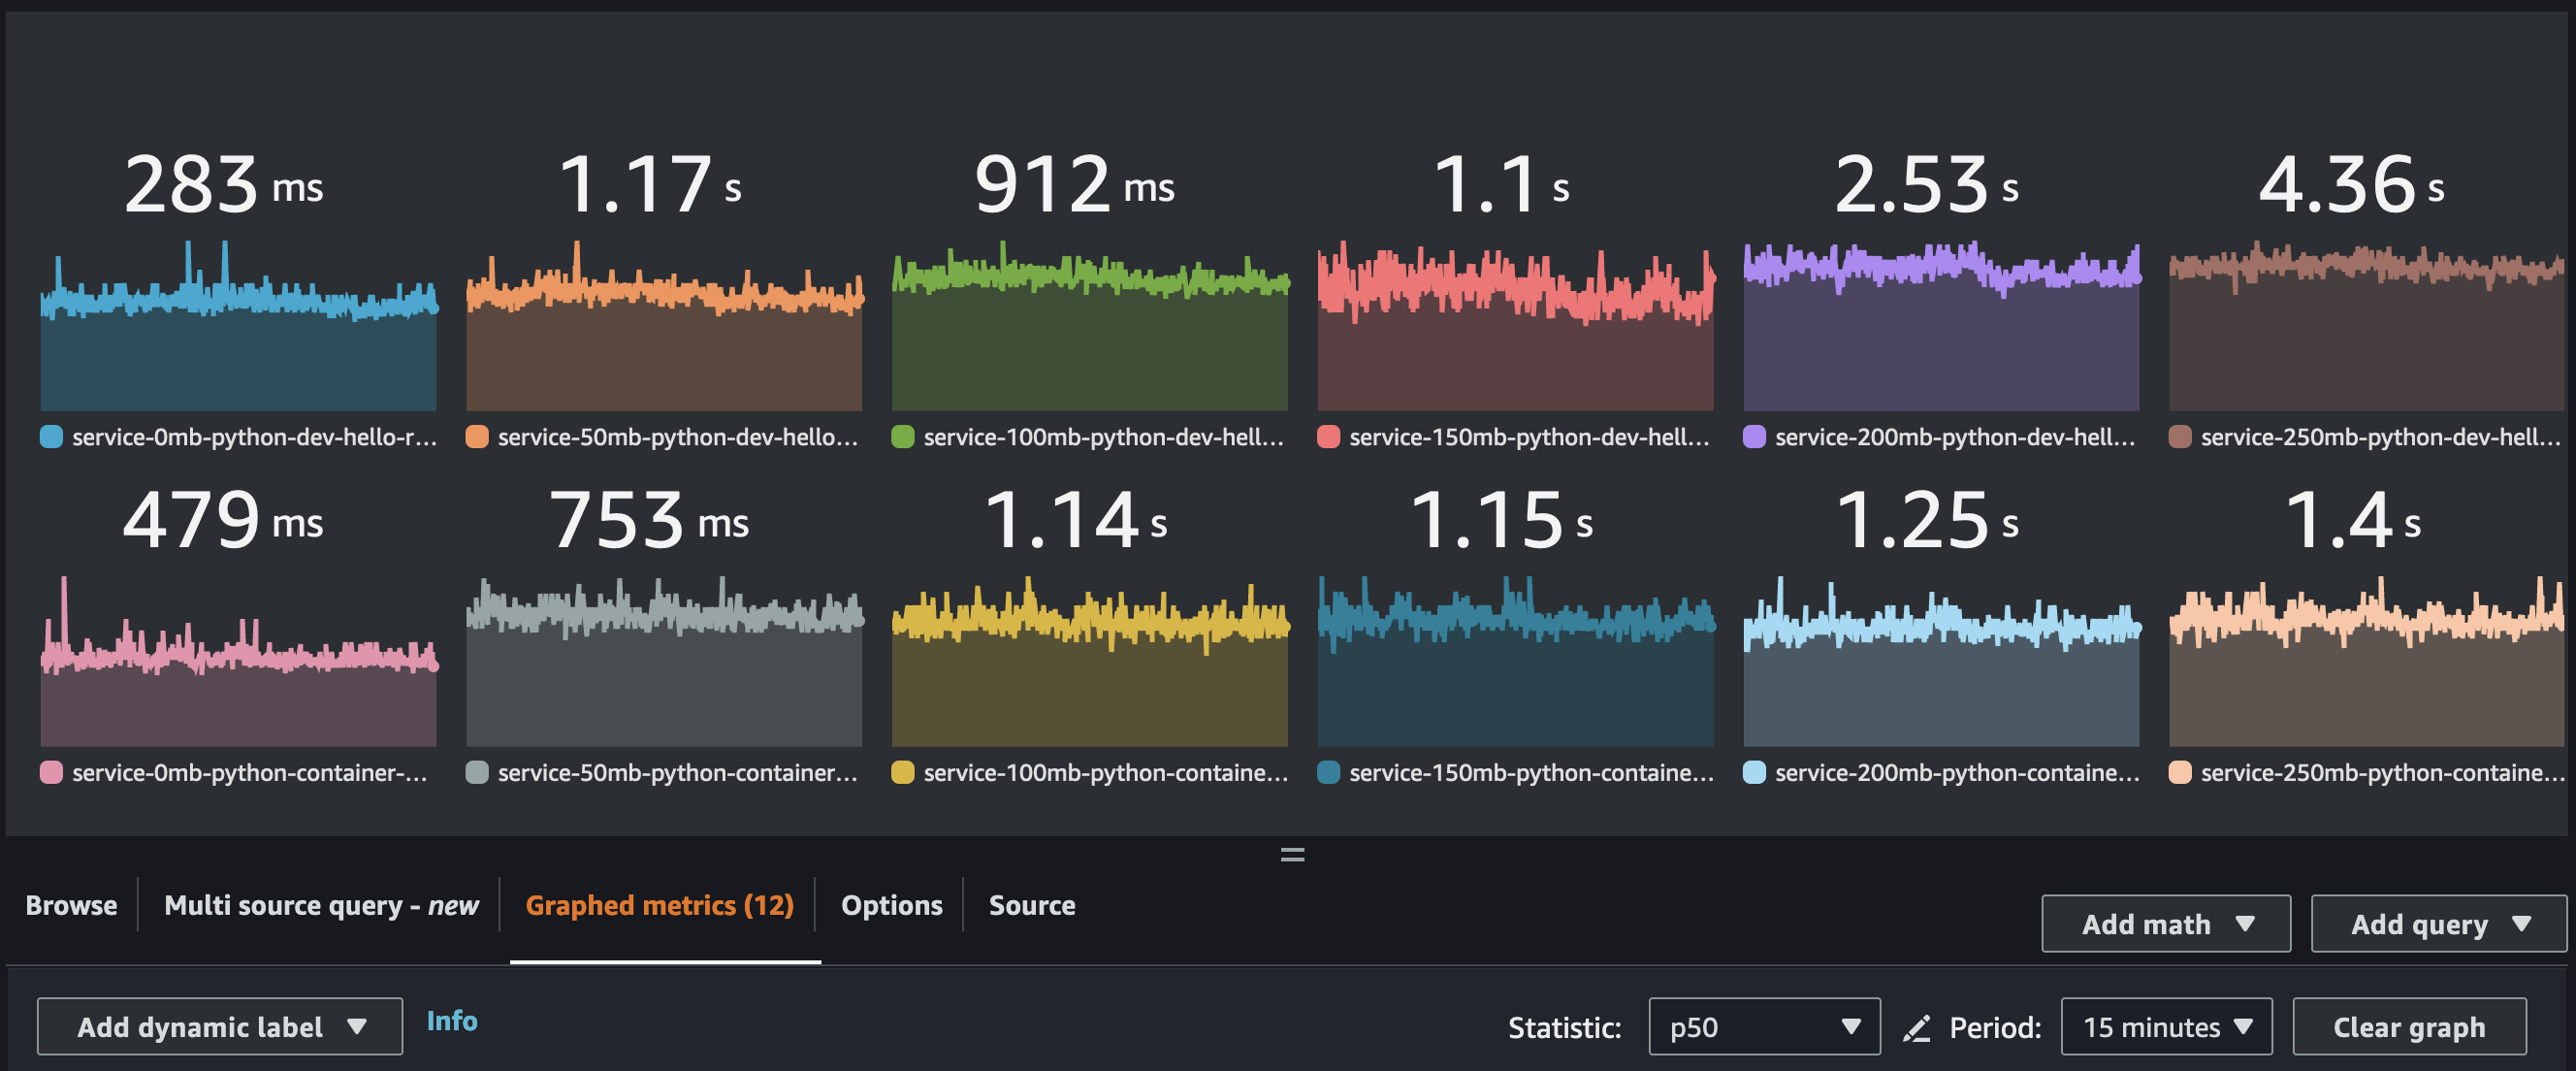 283 ms
1.17 s
912 ms
1.1 s
2.53 s
4.36 s
service-0mb-python-dev-hello-r...
service-50mb-python-dev-hello...
service-100mb-python-dev-hell...
service-150mb-python-dev-hell...
service-200mb-python-dev-hell...
service-250mb-python-dev-hell...
479 ms
753 ms
1.14 s
1.15 s
1.25 s
1.4 s
service-0mb-python-container-...
service-50mb-python-container...
service-100mb-python-containe...
service-150mb-python-containe...
service-200mb-python-containe...
service-250mb-python-containe...
Browse
Multi source query - new
Graphed metrics (12)
Options
Source
Add math
Add query
Add dynamic label
Info
Statistic:
p50
Period:
15 minutes
Clear graph